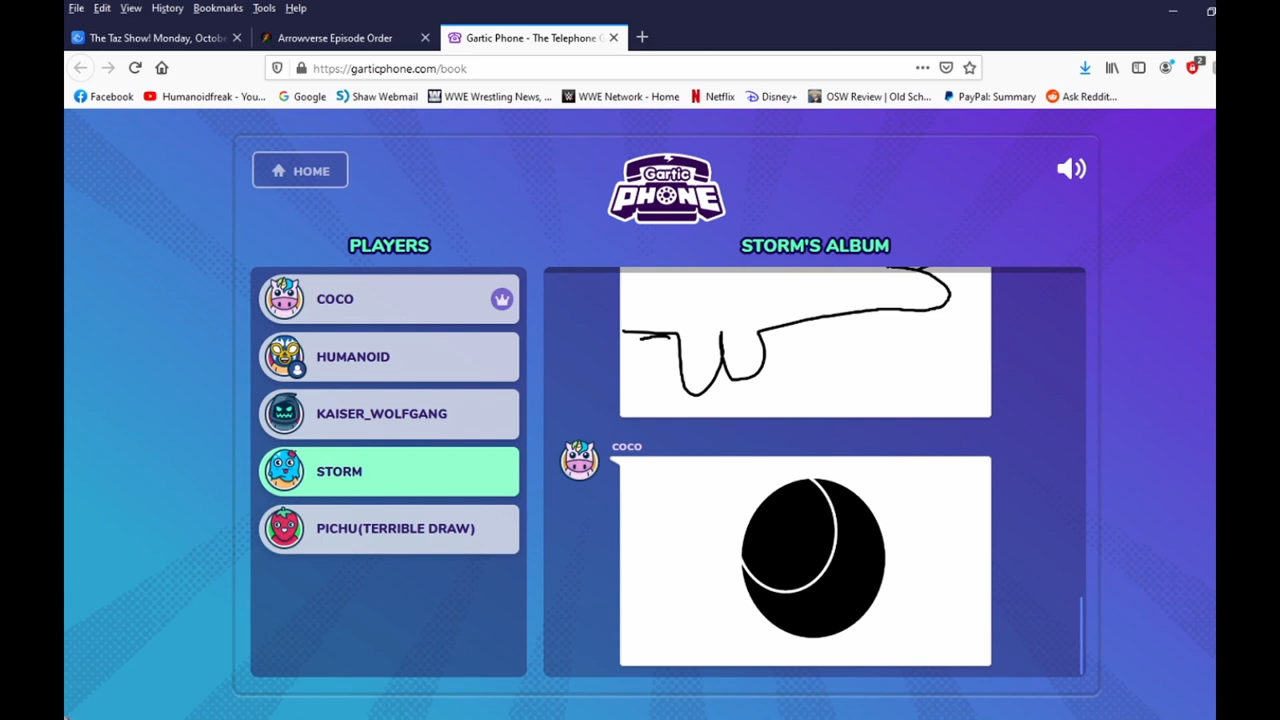 File Edit View History Bookmarks Tools Help
The Taz Show! Monday, Octobe
Arrowverse Episode Order
Gartic Phone - The Telephone G
https://garticphone.com/book
2
Facebook
Humanoidfreak - You...
Google
Shaw Webmail
WWE Wrestling News, ...
WWE Network - Home
Netflix
Disney+
OSW Review | Old Sch...
PayPal: Summary
Ask Reddit...
HOME
Gartic
PHONE
PLAYERS
STORM'S ALBUM
COCO
HUMANOID
KAISER_WOLFGANG
STORM
PICHU(TERRIBLE DRAW)
COCO